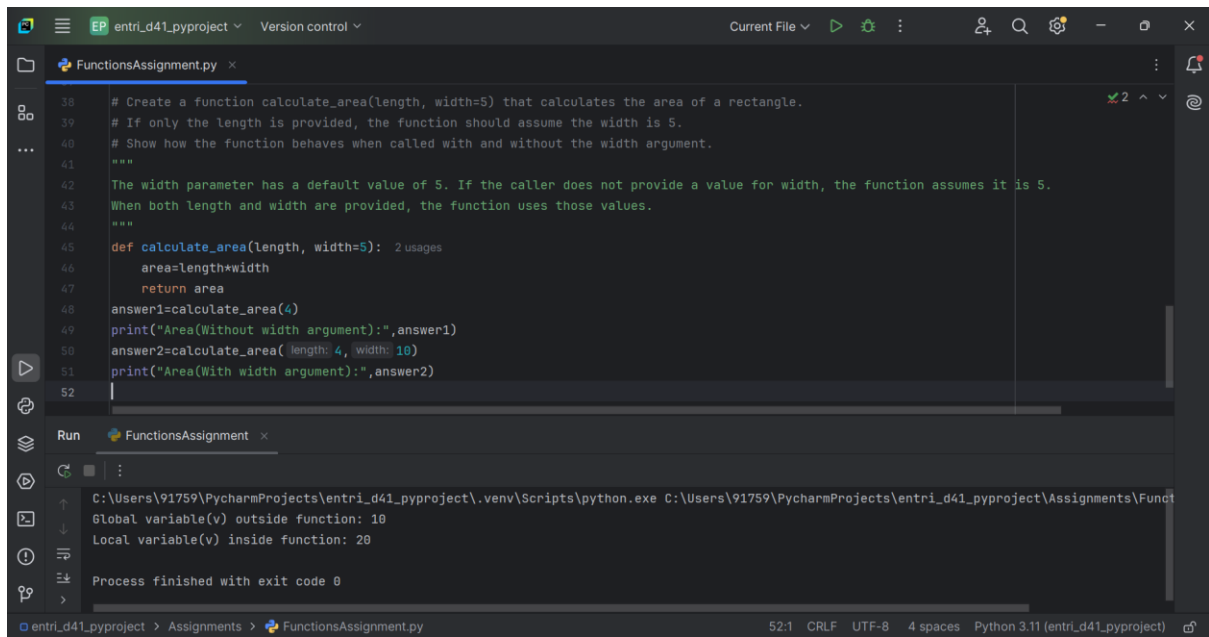 EP entri_d41_pyproject Version control Current File
FunctionsAssignment.py
38 # Create a function calculate_area(length, width=5) that calculates the area of a rectangle.
2
39 # If only the length is provided, the function should assume the width is 5.
40 # Show how the function behaves when called with and without the width argument.
41 """
42 The width parameter has a default value of 5. If the caller does not provide a value for width, the function assumes it is 5.
43 When both length and width are provided, the function uses those values.
44 """
45 def calculate_area(length, width=5): 2 usages
46 area=length*width
47 return area
48 answer1=calculate_area(4)
49 print("Area(Without width argument):",answer1)
50 answer2=calculate_area( length: 4, width: 10)
51 print("Area(With width argument):",answer2)
52
Run FunctionsAssignment
C:\Users\91759\PycharmProjects\entri_d41_pyproject\.venv\Scripts\python.exe C:\Users\91759\PycharmProjects\entri_d41_pyproject\Assignments\Funct
Global variable(v) outside function: 10
Local variable(v) inside function: 20
Process finished with exit code 0
entri_d41_pyproject > Assignments > FunctionsAssignment.py 52:1 CRLF UTF-8 4 spaces Python 3.11 (entri_d41_pyproject)